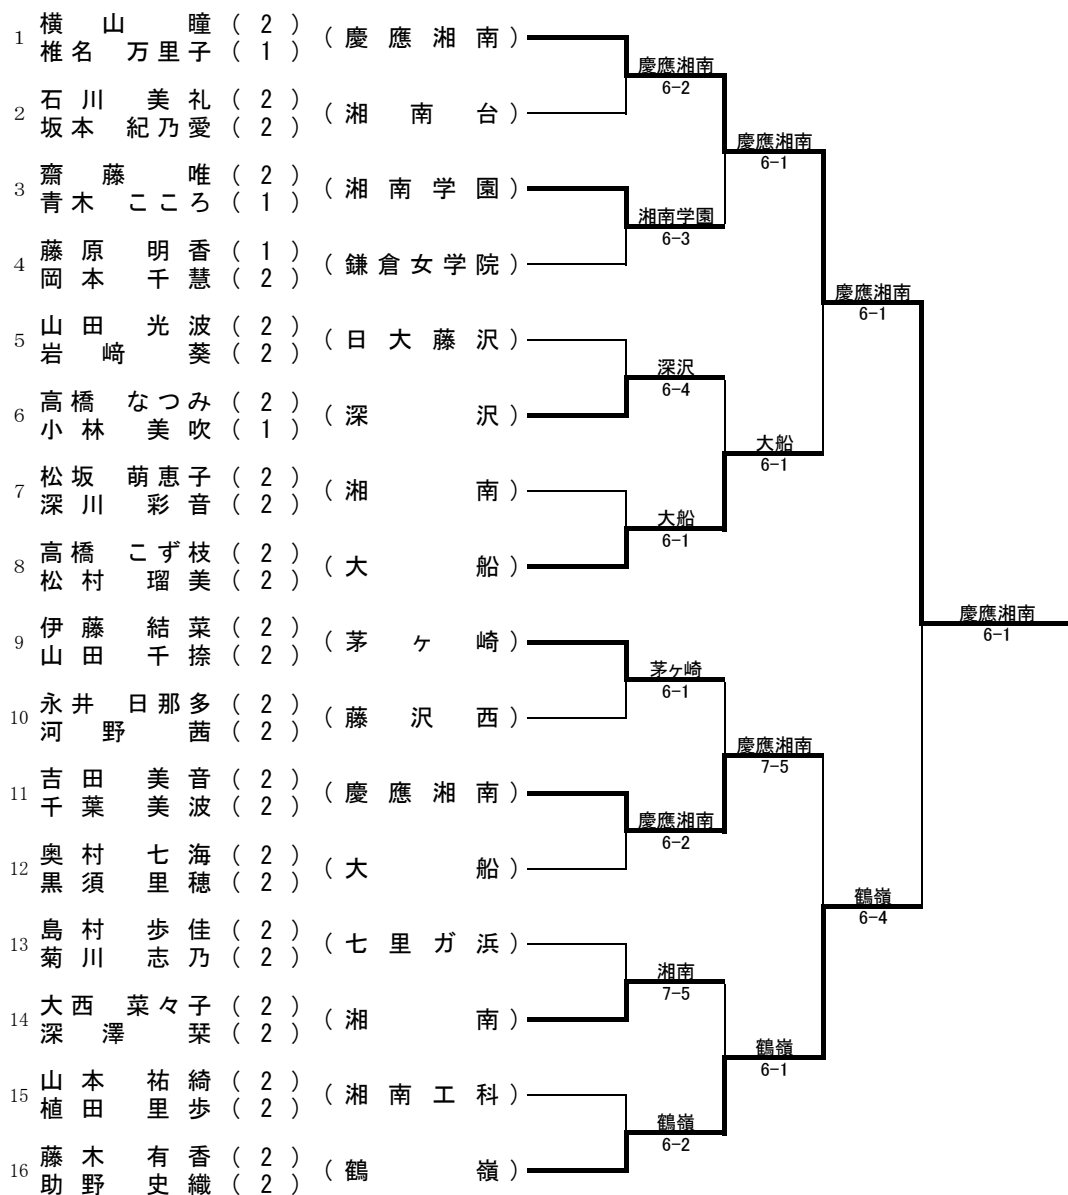 1 横山 瞳 ( 2 ) ( 慶應湘南 )
椎名 万里子 ( 1 )
慶應湘南
6-2
2 石川 美礼 ( 2 ) ( 湘南台 )
坂本 紀乃愛 ( 2 )
慶應湘南
6-1
3 齋藤 唯 ( 2 ) ( 湘南学園 )
青木 こころ ( 1 )
湘南学園
6-3
4 藤原 明香 ( 1 ) ( 鎌倉女学院 )
岡本 千慧 ( 2 )
慶應湘南
6-1
5 山田 光波 ( 2 ) ( 日大藤沢 )
岩﨑 葵 ( 2 )
深沢
6-4
6 高橋 なつみ ( 2 ) ( 深沢 )
小林 美吹 ( 1 )
大船
6-1
7 松坂 萌恵子 ( 2 ) ( 湘南 )
深川 彩音 ( 2 )
大船
6-1
8 高橋 こず枝 ( 2 ) ( 大船 )
松村 瑠美 ( 2 )
慶應湘南
6-1
9 伊藤 結菜 ( 2 ) ( 茅ヶ崎 )
山田 千捺 ( 2 )
茅ヶ崎
6-1
10 永井 日那多 ( 2 ) ( 藤沢西 )
河野 茜 ( 2 )
慶應湘南
7-5
11 吉田 美音 ( 2 ) ( 慶應湘南 )
千葉 美波 ( 2 )
慶應湘南
6-2
12 奥村 七海 ( 2 ) ( 大船 )
黒須 里穂 ( 2 )
鶴嶺
6-4
13 島村 歩佳 ( 2 ) ( 七里ガ浜 )
菊川 志乃 ( 2 )
湘南
7-5
14 大西 菜々子 ( 2 ) ( 湘南 )
深澤 栞 ( 2 )
鶴嶺
6-1
15 山本 祐綺 ( 2 ) ( 湘南工科 )
植田 里歩 ( 2 )
鶴嶺
6-2
16 藤木 有香 ( 2 ) ( 鶴嶺 )
助野 史織 ( 2 )